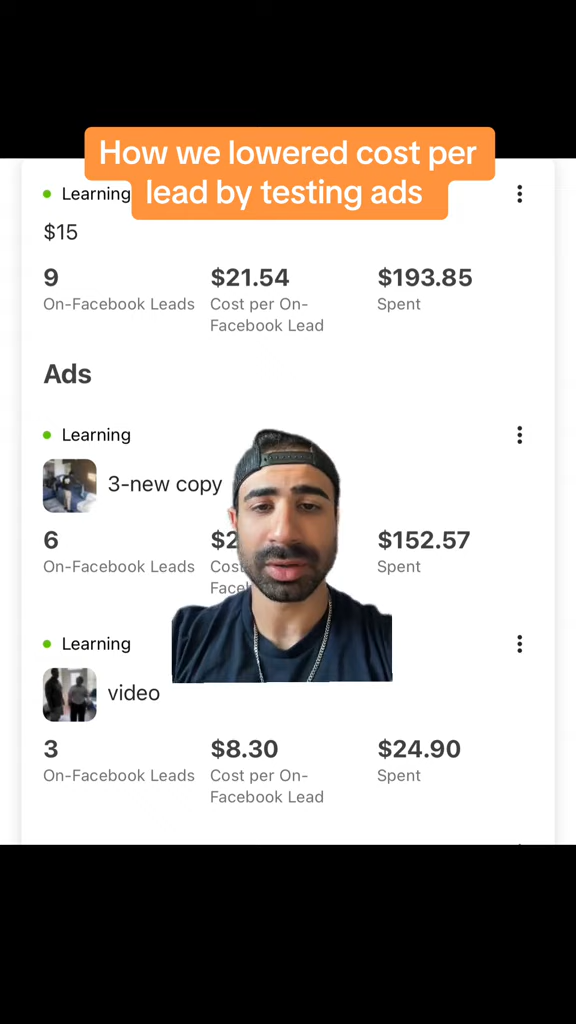 How we lowered cost per
lead by testing ads
Learning
$15
9 $21.54 $193.85
On-Facebook Leads Cost per On- Spent
Facebook Lead
Ads
Learning
3-new copy
6 $2 $152.57
On-Facebook Leads Spent
Learning
video
3 $8.30 $24.90
On-Facebook Leads Cost per On- Spent
Facebook Lead